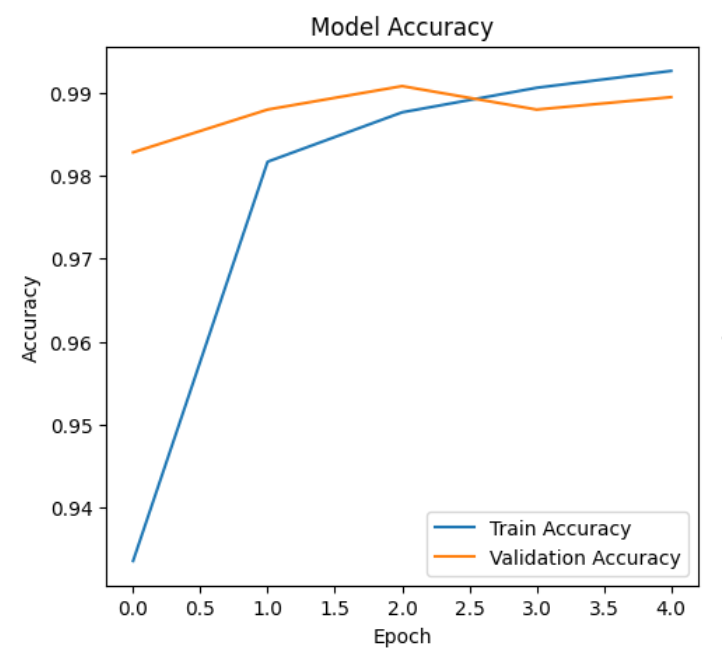 Model Accuracy
Accuracy
0.99
0.98
0.97
0.96
0.95
0.94
Train Accuracy
Validation Accuracy
0.0 0.5 1.0 1.5 2.0 2.5 3.0 3.5 4.0
Epoch